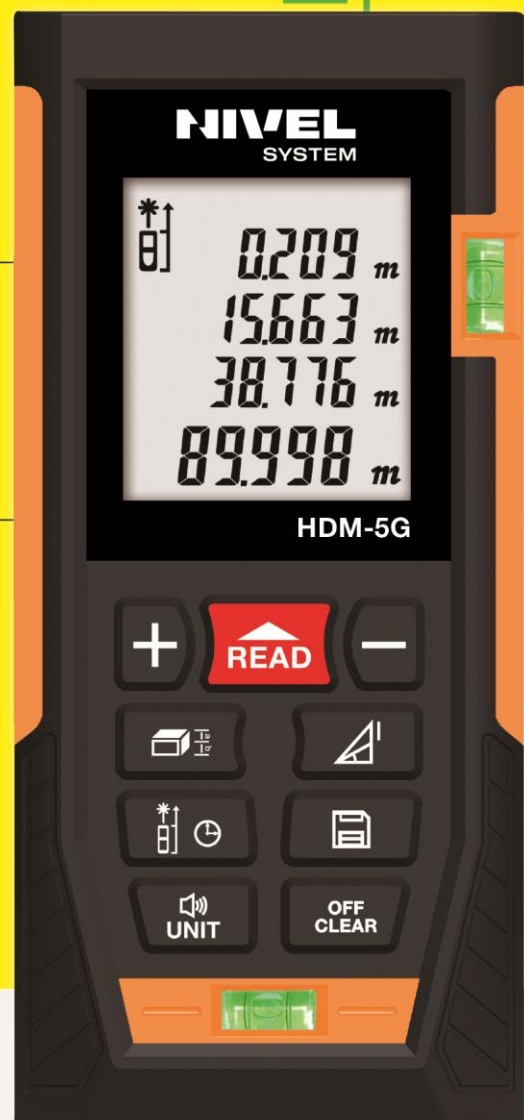 NIVEL
SYSTEM
0.209 m
15.663 m
38.776 m
89.998 m
HDM-5G
+
READ
−
UNIT
OFF
CLEAR